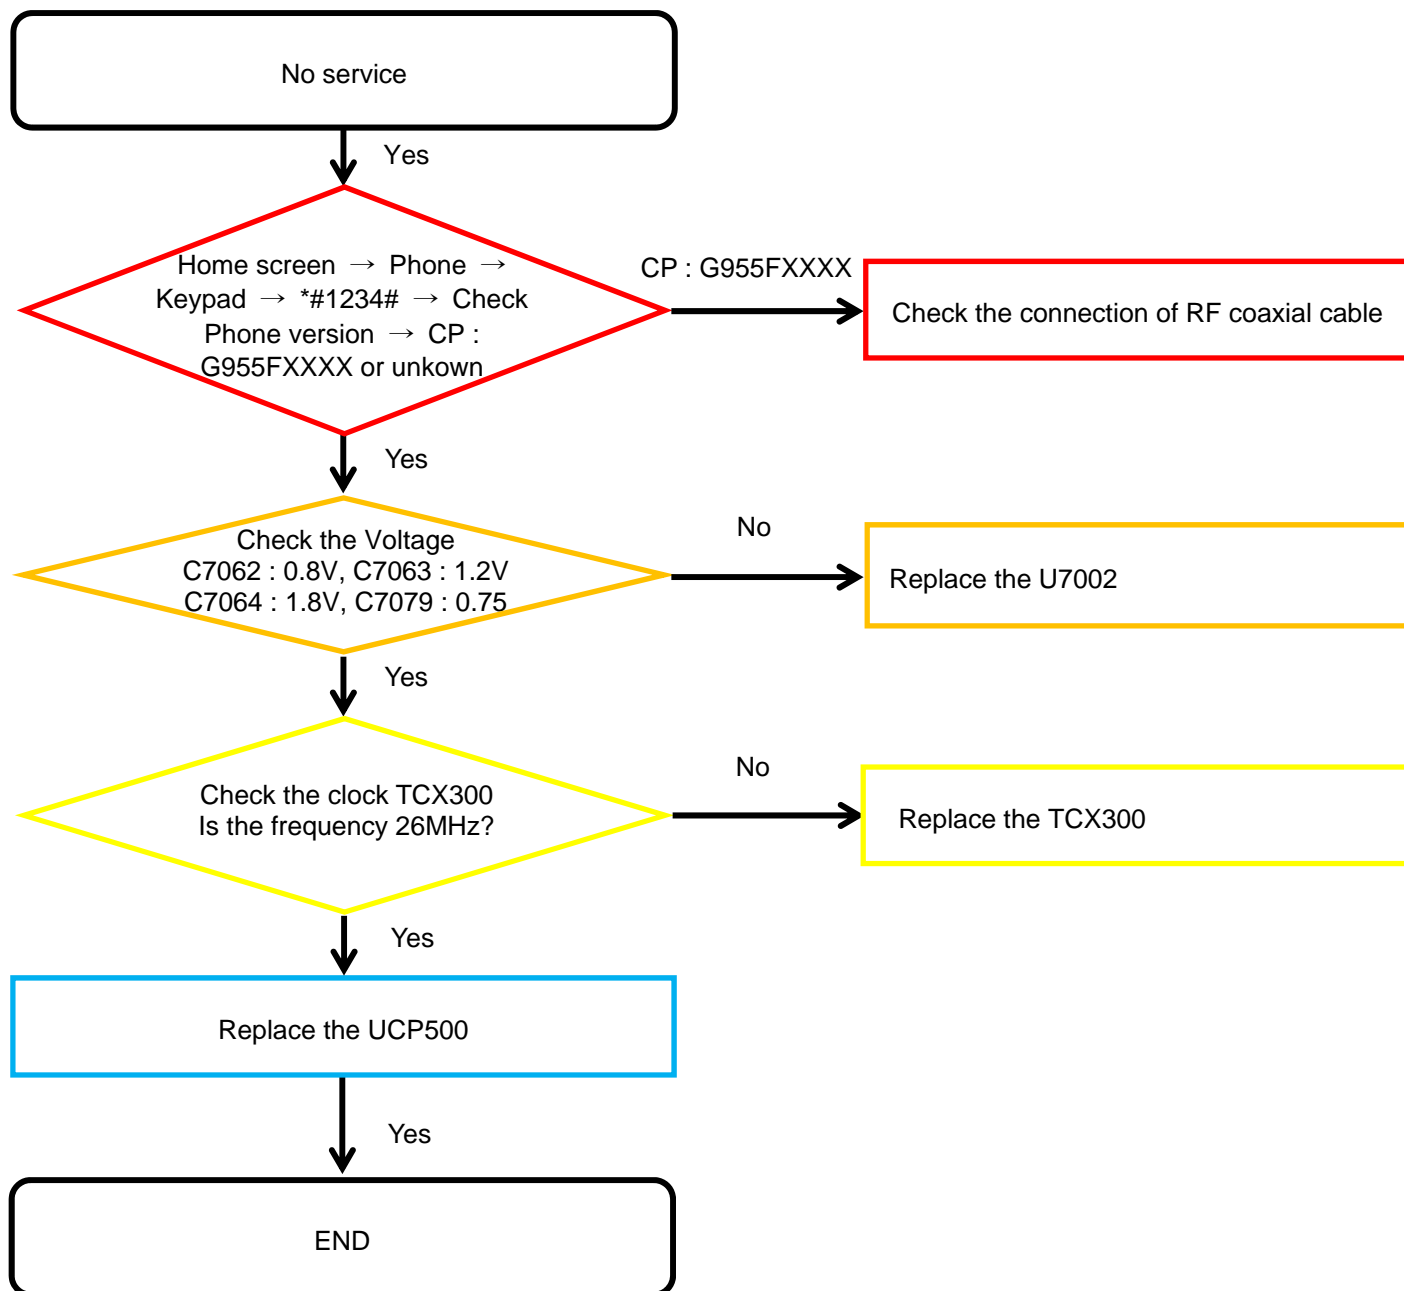 No service
Yes
Home screen → Phone →
Keypad → *#1234# → Check
Phone version → CP :
G955FXXXX or unkown
CP : G955FXXXX
Check the connection of RF coaxial cable
Yes
Check the Voltage
C7062 : 0.8V, C7063 : 1.2V
C7064 : 1.8V, C7079 : 0.75
No
Replace the U7002
Yes
Check the clock TCX300
Is the frequency 26MHz?
No
Replace the TCX300
Yes
Replace the UCP500
Yes
END